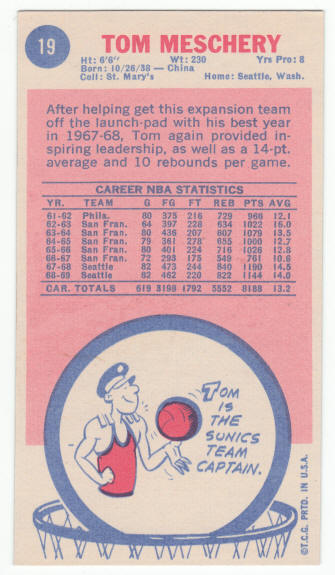 19 TOM MESCHERY
Ht: 6'6" Wt: 230 Yrs Pro: 8
Born: 10/26/38 — China
Coll: St. Mary's Home: Seattle, Wash.
After helping get this expansion team
off the launch-pad with his best year
in 1967-68, Tom again provided in-
spiring leadership, as well as a 14-pt.
average and 10 rebounds per game.
CAREER NBA STATISTICS
YR. TEAM G FG FT REB PTS AVG
61-62 Phila. 80 375 216 729 966 12.1
62-63 San Fran. 64 397 228 634 1022 16.0
63-64 San Fran. 80 436 207 807 1079 13.5
64-65 San Fran. 79 361 278 655 1000 12.7
65-66 San Fran. 80 401 224 716 1026 12.8
66-67 San Fran. 72 293 175 549 761 10.6
67-68 Seattle 82 473 244 840 1190 14.5
68-69 Seattle 82 462 220 822 1144 14.0
CAR. TOTALS 619 3198 1792 5552 8188 13.2
TOM
IS
THE
SUNICS
TEAM
CAPTAIN.
©T.C.G. PRTD. IN U.S.A.